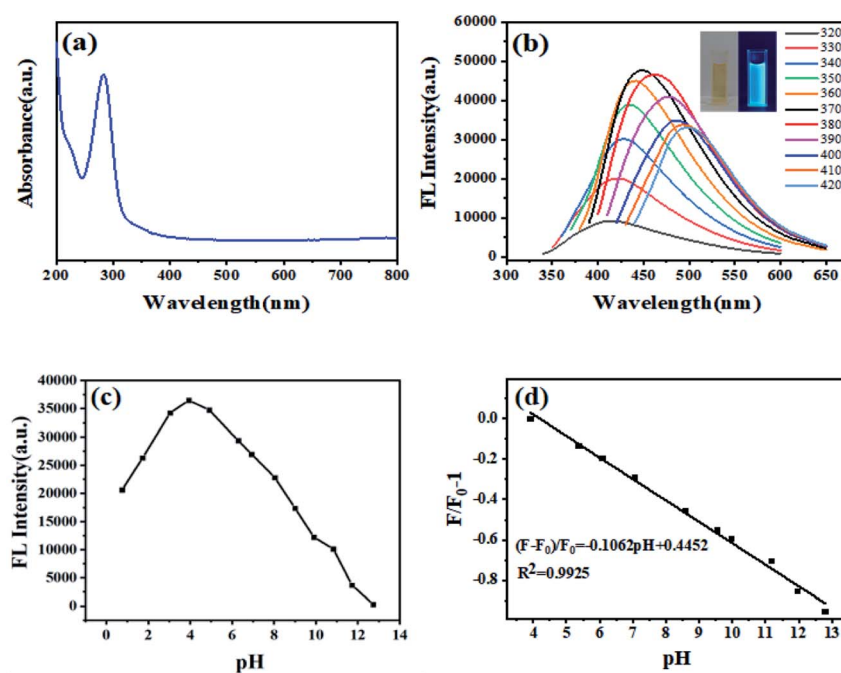 (a)
Absorbance(a.u.)
200 300 400 500 600 700 800
Wavelength(nm)
(b)
FL Intensity(a.u.)
60000
50000
40000
30000
20000
10000
0
300 350 400 450 500 550 600 650
Wavelength(nm)
320
330
340
350
360
370
380
390
400
410
420
(c)
FL Intensity(a.u.)
40000
35000
30000
25000
20000
15000
10000
5000
0
0 2 4 6 8 10 12 14
pH
(d)
F/F₀-1
0.0
-0.2
-0.4
-0.6
-0.8
(F-F₀)/F₀=-0.1062pH+0.4452
R²=0.9925
4 5 6 7 8 9 10 11 12 13
pH